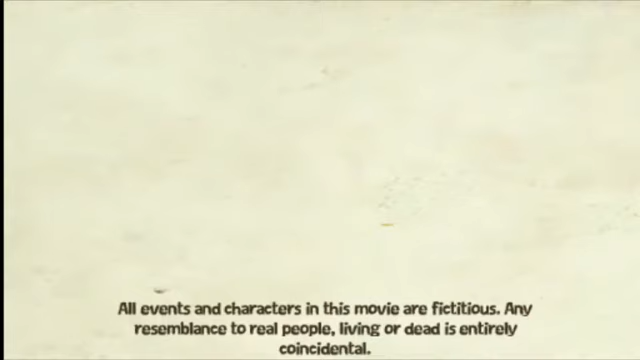 All events and characters in this movie are fictitious. Any
resemblance to real people, living or dead is entirely
coincidental.